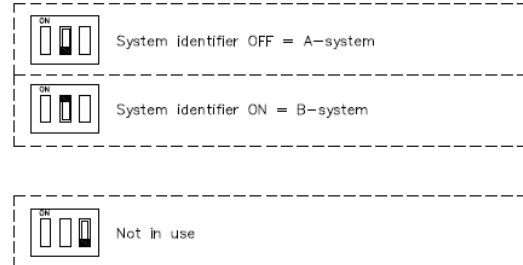 ON
System identifier OFF = A-system
ON
System identifier ON = B-system
ON
Not in use